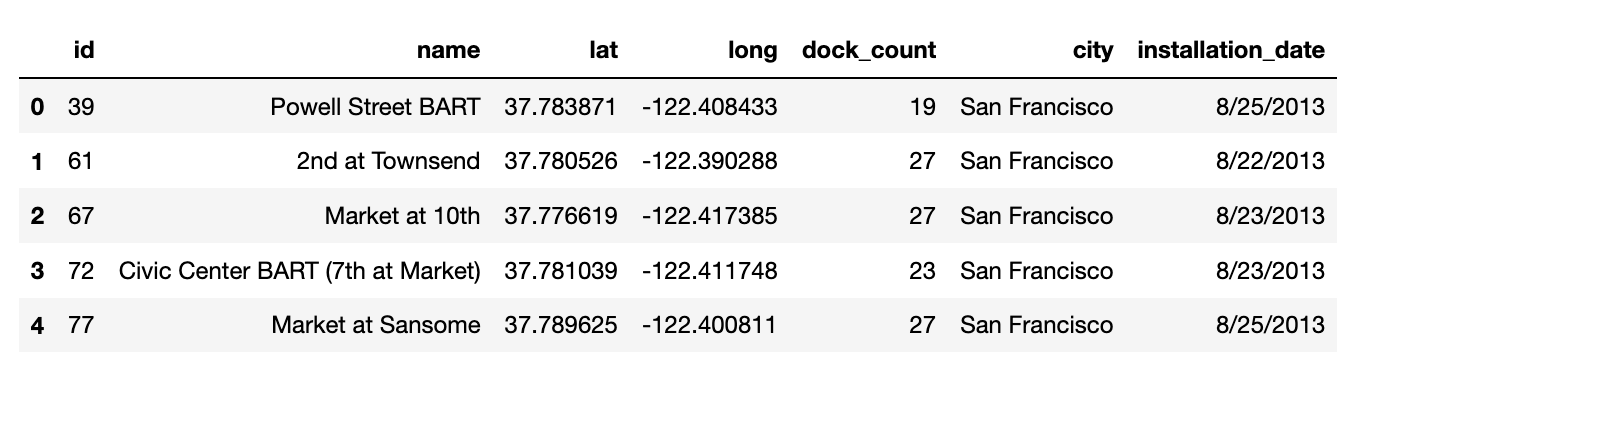 id name lat long dock_count city installation_date
0 39 Powell Street BART 37.783871 -122.408433 19 San Francisco 8/25/2013
1 61 2nd at Townsend 37.780526 -122.390288 27 San Francisco 8/22/2013
2 67 Market at 10th 37.776619 -122.417385 27 San Francisco 8/23/2013
3 72 Civic Center BART (7th at Market) 37.781039 -122.411748 23 San Francisco 8/23/2013
4 77 Market at Sansome 37.789625 -122.400811 27 San Francisco 8/25/2013